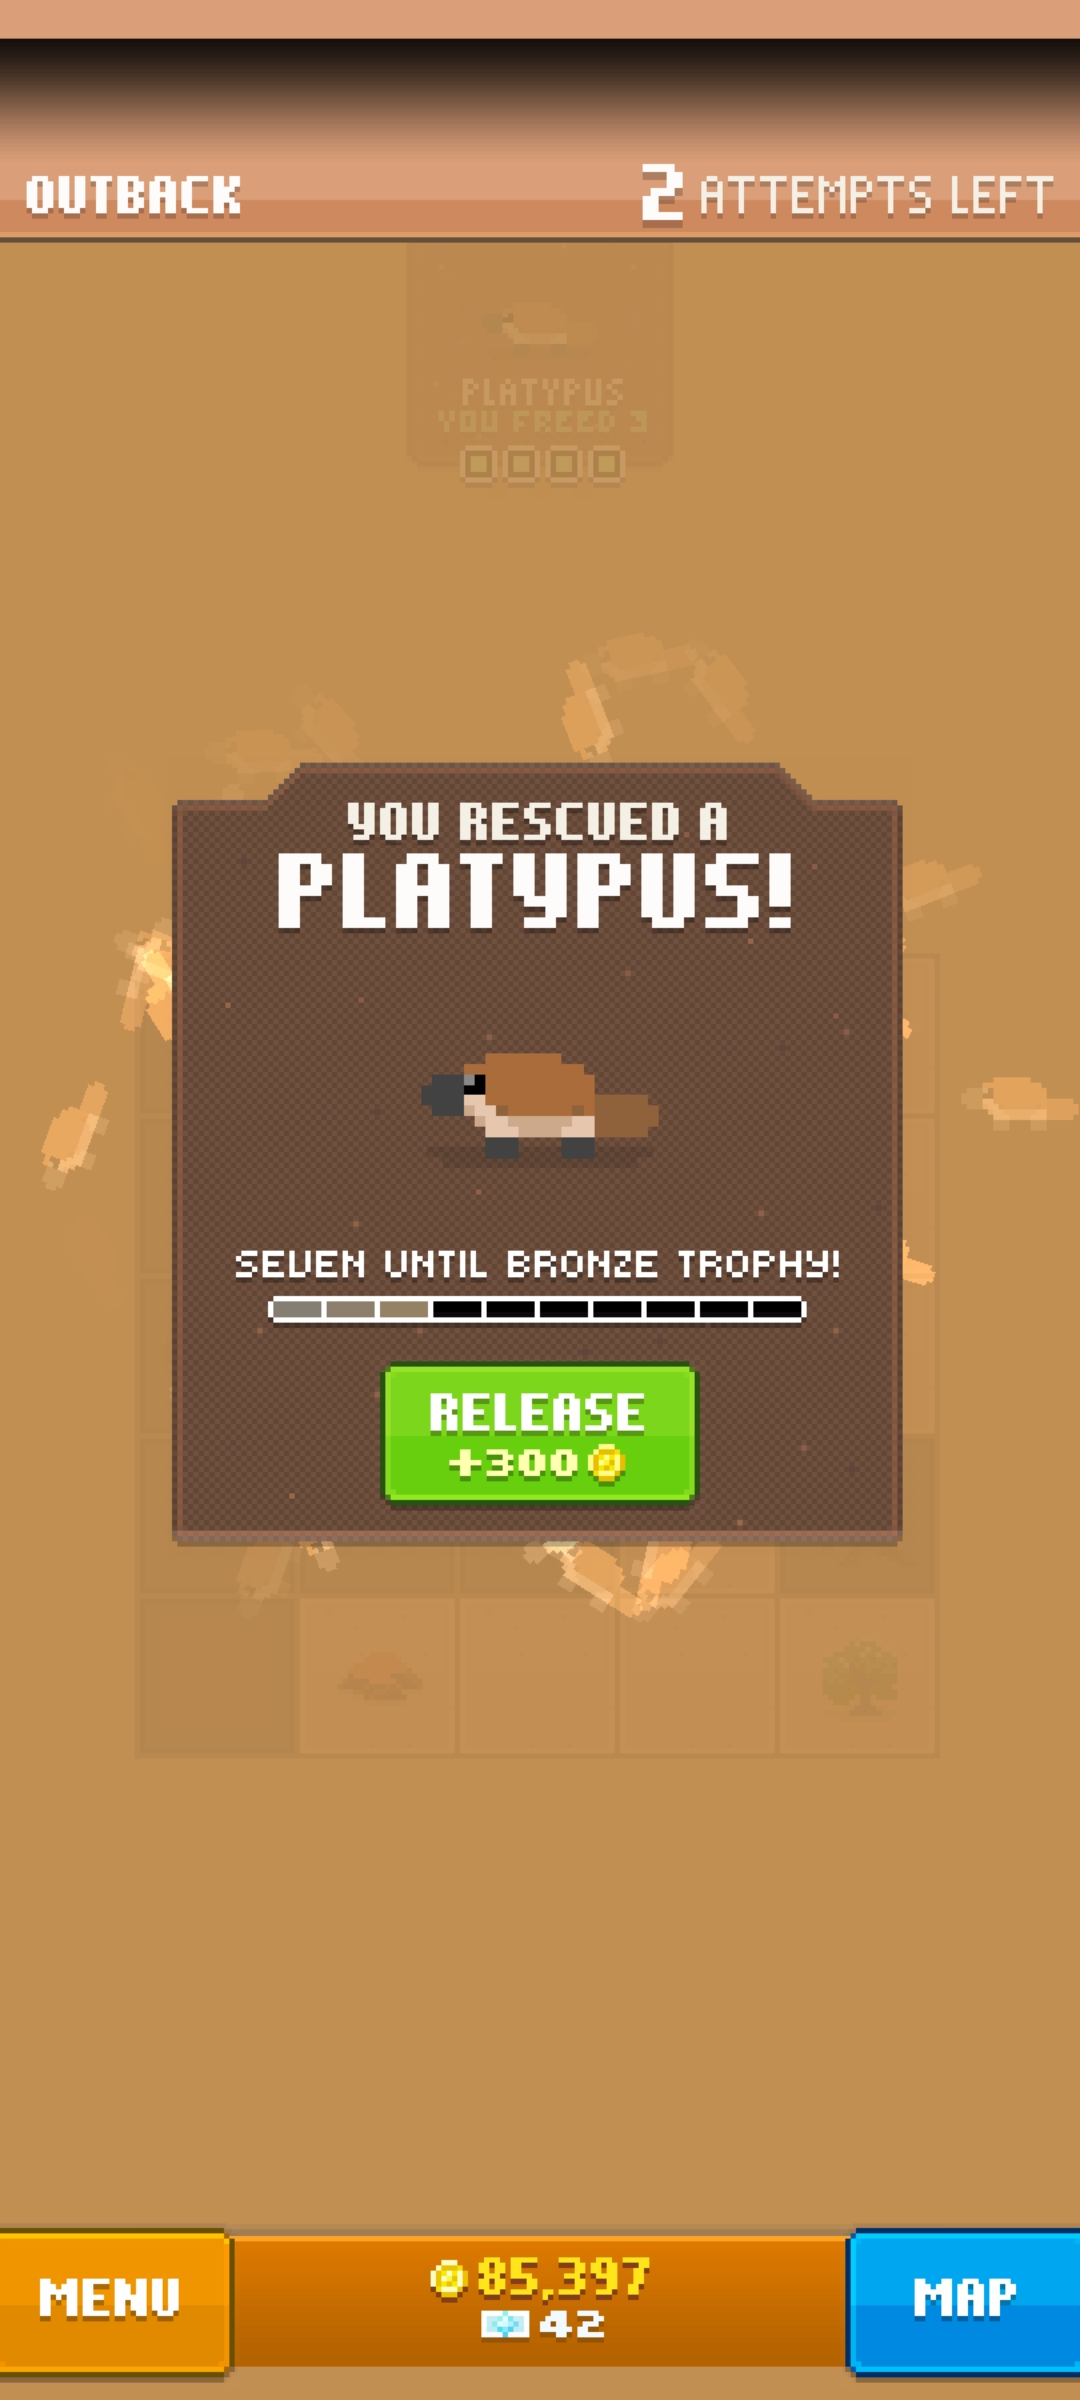 OUTBACK
2 ATTEMPTS LEFT
PLATYPUS
YOU FREED 3
YOU RESCUED A
PLATYPUS!
SEVEN UNTIL BRONZE TROPHY!
RELEASE
+300
MENU
85,397
42
MAP